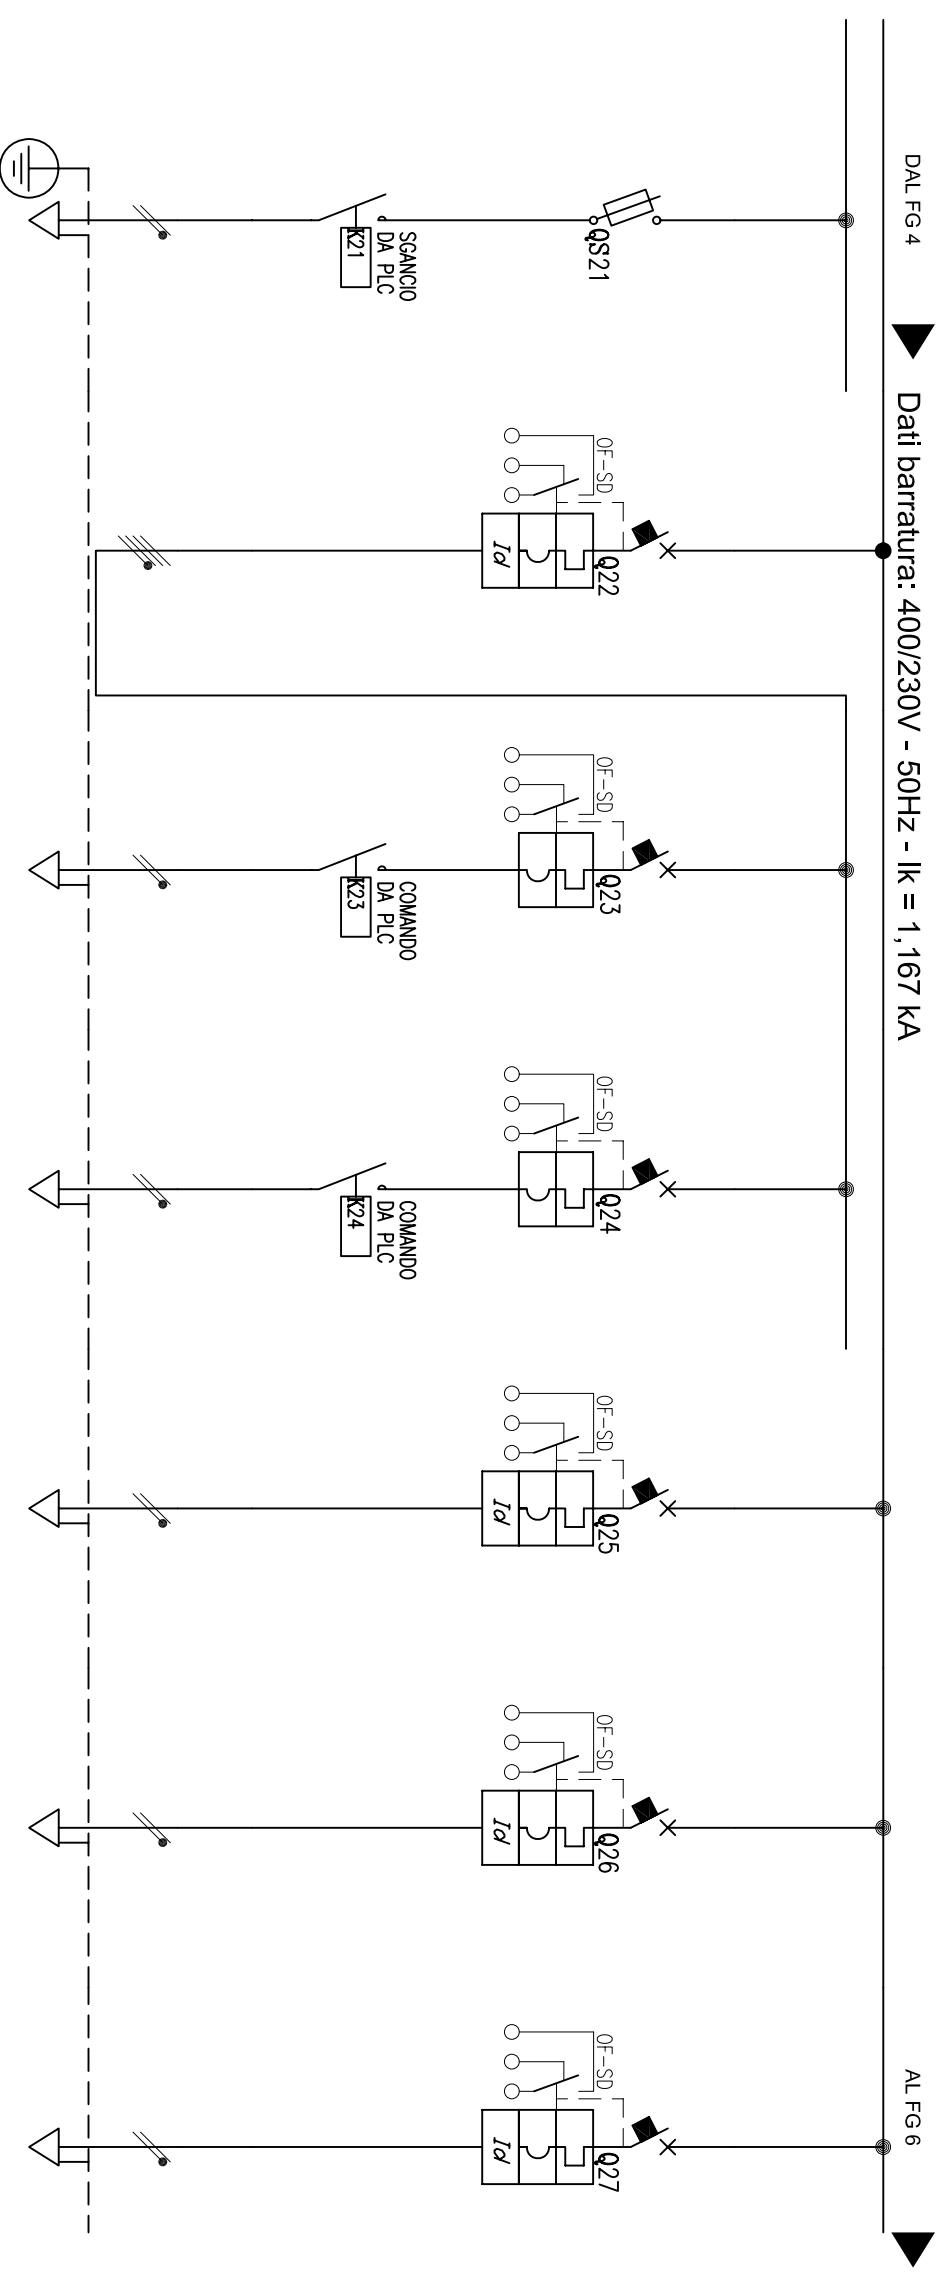 DAL FG 4
Dati barratura: 400/230V - 50Hz - Ik = 1,167 kA
AL FG 6
QS21
SGANCIO
DA PLC
K21
OF-SD
Q22
Id
OF-SD
Q23
COMANDO
DA PLC
K23
OF-SD
Q24
COMANDO
DA PLC
K24
OF-SD
Q25
Id
OF-SD
Q26
Id
OF-SD
Q27
Id